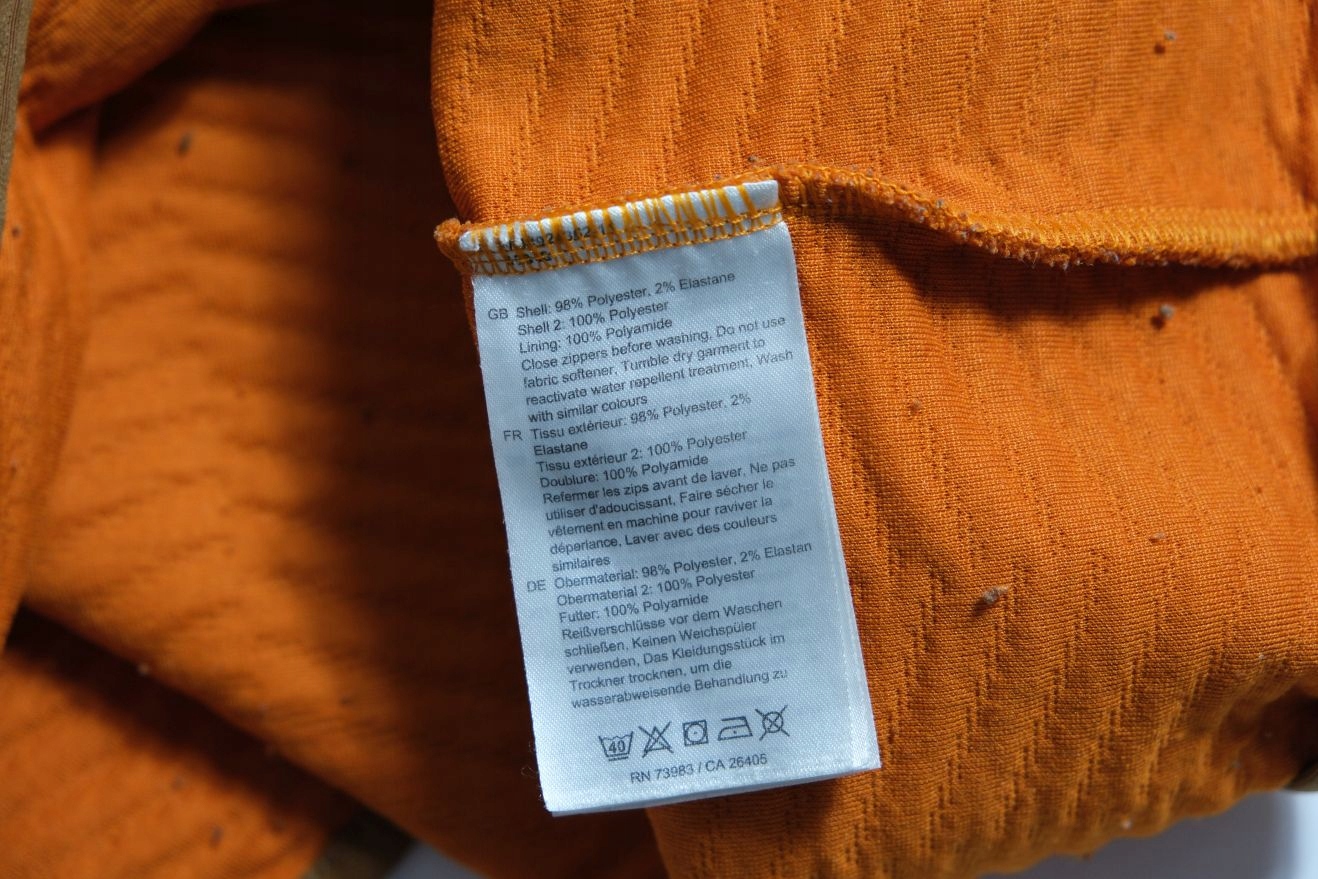 GB Shell: 98% Polyester, 2% Elastane
Shell 2: 100% Polyester
Lining: 100% Polyamide
Close zippers before washing, Do not use
fabric softener, Tumble dry garment to
reactivate water repellent treatment, Wash
with similar colours
FR Tissu extérieur: 98% Polyester, 2%
Elastane
Tissu extérieur 2: 100% Polyester
Doublure: 100% Polyamide
Refermer les zips avant de laver, Ne pas
utiliser d'adoucissant, Faire sécher le
vêtement en machine pour raviver la
déperlance, Laver avec des couleurs
similaires
DE Obermaterial: 98% Polyester, 2% Elastan
Obermaterial 2: 100% Polyester
Futter: 100% Polyamide
Reißverschlüsse vor dem Waschen
schließen, Keinen Weichspüler
verwenden, Das Kleidungsstück im
Trockner trocknen, um die
wasserabweisende Behandlung zu
40
RN 73983 / CA 26405